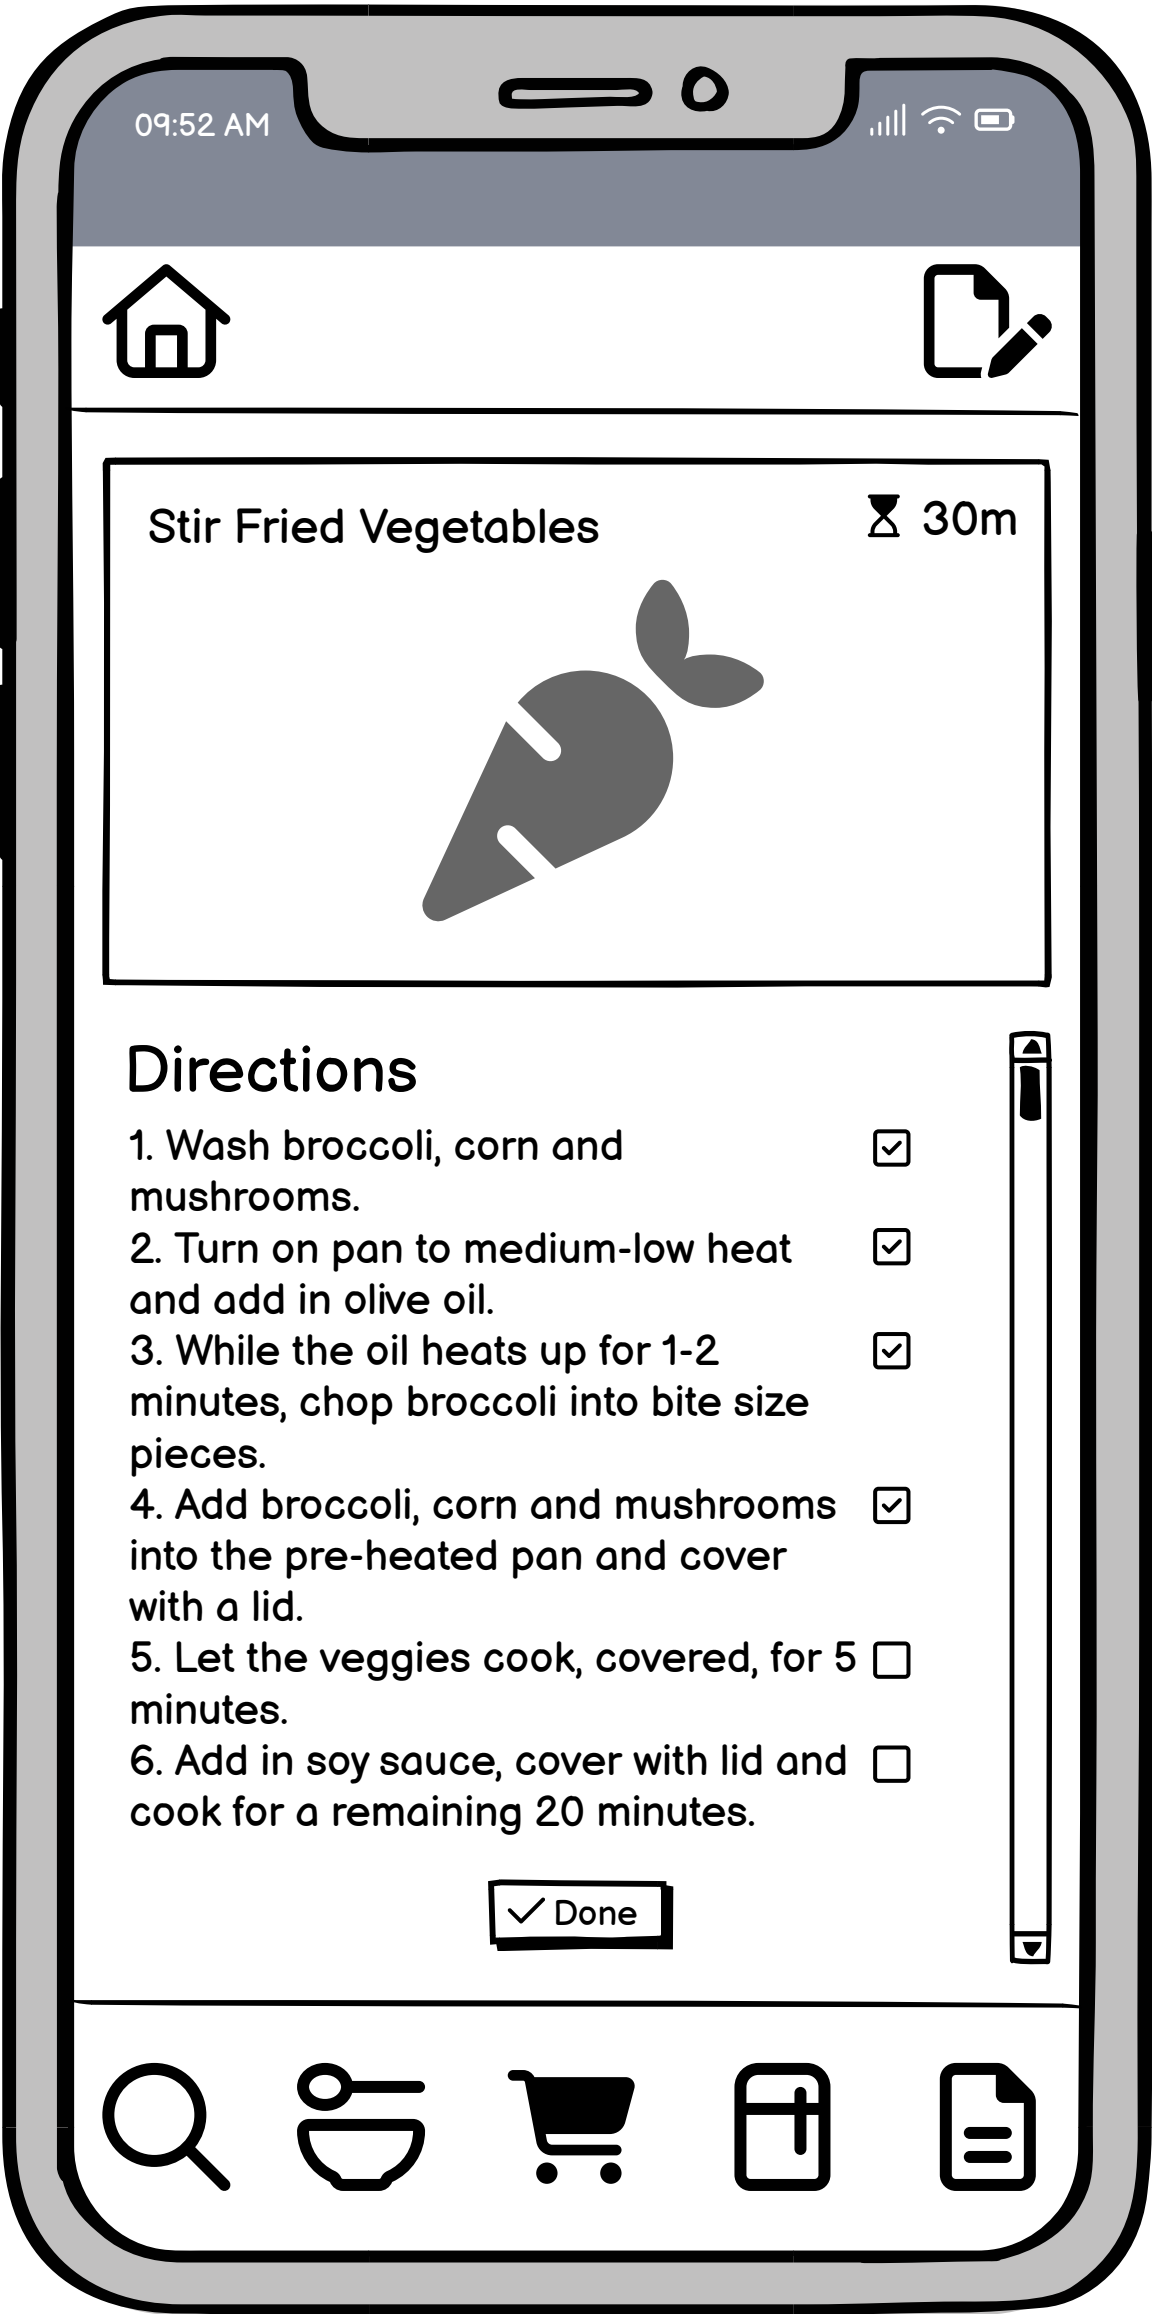 09:52 AM
Stir Fried Vegetables
30m
Directions
1. Wash broccoli, corn and
mushrooms.
2. Turn on pan to medium-low heat
and add in olive oil.
3. While the oil heats up for 1-2
minutes, chop broccoli into bite size
pieces.
4. Add broccoli, corn and mushrooms
into the pre-heated pan and cover
with a lid.
5. Let the veggies cook, covered, for 5
minutes.
6. Add in soy sauce, cover with lid and
cook for a remaining 20 minutes.
Done